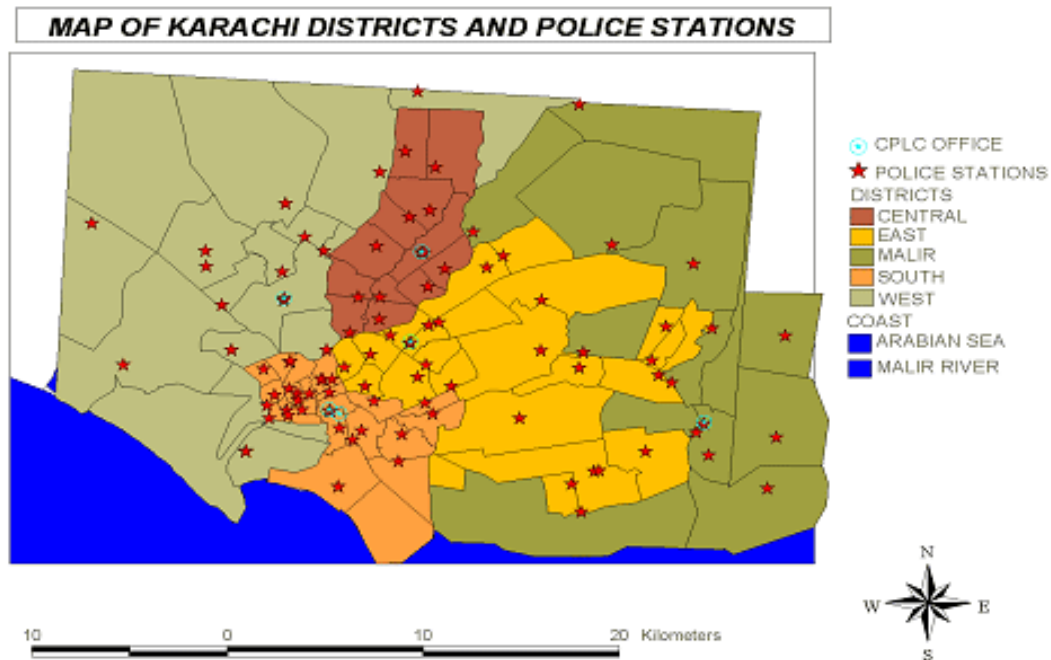 MAP OF KARACHI DISTRICTS AND POLICE STATIONS
CPLC OFFICE
POLICE STATIONS
DISTRICTS
CENTRAL
EAST
MALIR
SOUTH
WEST
COAST
ARABIAN SEA
MALIR RIVER
N
W E
S
10 0 10 20 Kilometers